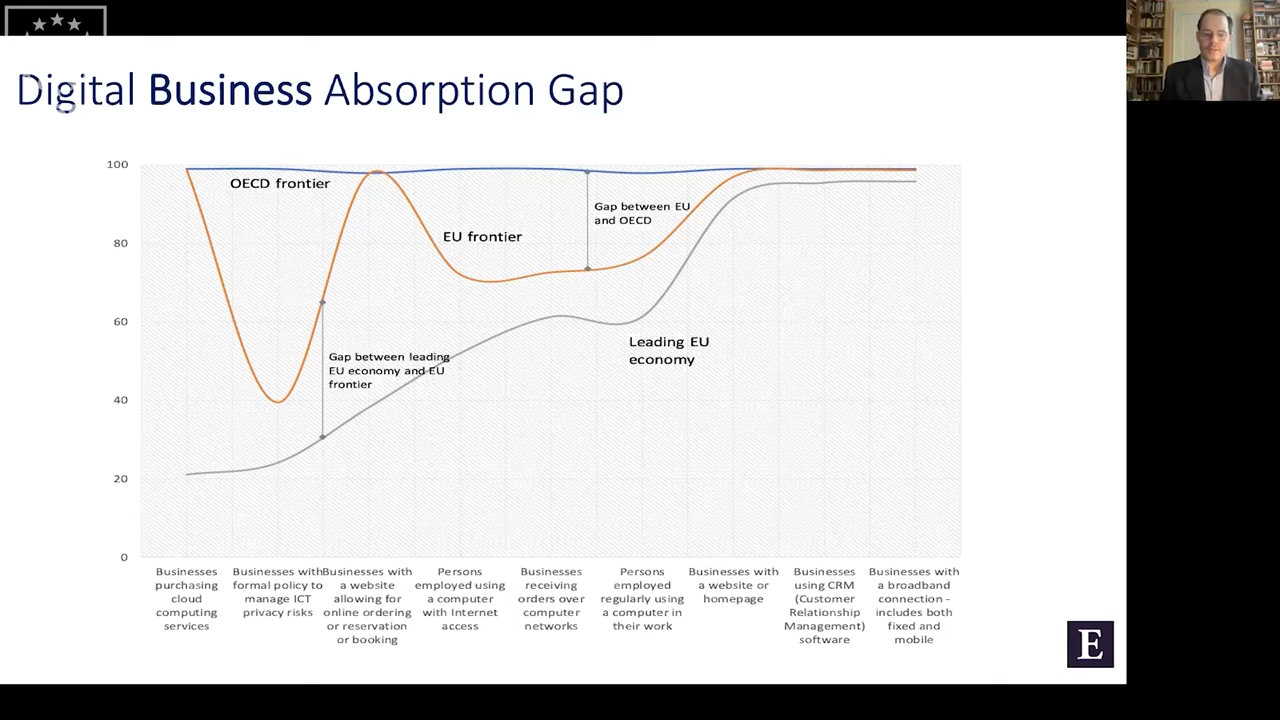 Digital Business Absorption Gap
100
80
60
40
20
0
OECD frontier
EU frontier
Gap between EU
and OECD
Gap between leading
EU economy and EU
frontier
Leading EU
economy
Businesses
purchasing
cloud
computing
services
Businesses with
formal policy to
manage ICT
privacy risks
Businesses with
a website
allowing for
online ordering
or reservation
or booking
Persons
employed using
a computer
with Internet
access
Businesses
receiving
orders over
computer
networks
Persons
employed
regularly using
a computer in
their work
Businesses with
a website or
homepage
Businesses
using CRM
(Customer
Relationship
Management)
software
Businesses with
a broadband
connection -
includes both
fixed and
mobile
E